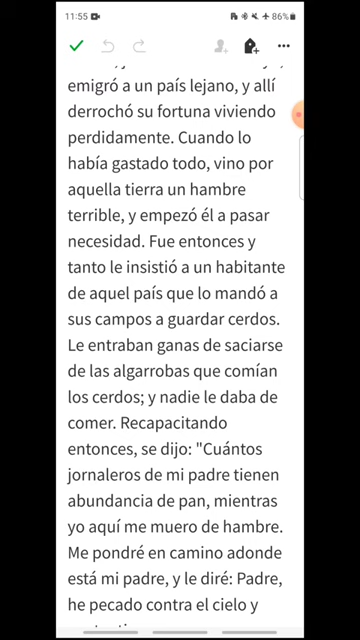 11:55
86%
emigró a un país lejano, y allí
derrochó su fortuna viviendo
perdidamente. Cuando lo
había gastado todo, vino por
aquella tierra un hambre
terrible, y empezó él a pasar
necesidad. Fue entonces y
tanto le insistió a un habitante
de aquel país que lo mandó a
sus campos a guardar cerdos.
Le entraban ganas de saciarse
de las algarrobas que comían
los cerdos; y nadie le daba de
comer. Recapacitando
entonces, se dijo: "Cuántos
jornaleros de mi padre tienen
abundancia de pan, mientras
yo aquí me muero de hambre.
Me pondré en camino adonde
está mi padre, y le diré: Padre,
he pecado contra el cielo y